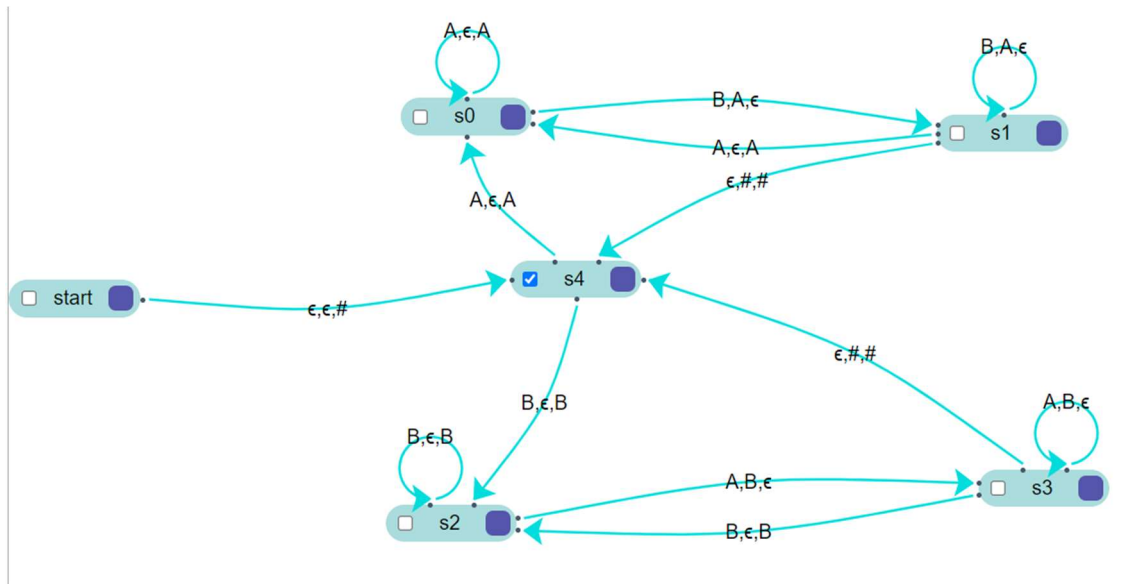 A,ϵ,A
B,A,ϵ
s0
B,A,ϵ
s1
A,ϵ,A
ϵ,#,#
A,ϵ,A
s4
start
ϵ,ϵ,#
ϵ,#,#
B,ϵ,B
A,B,ϵ
B,ϵ,B
A,B,ϵ
s3
s2
B,ϵ,B